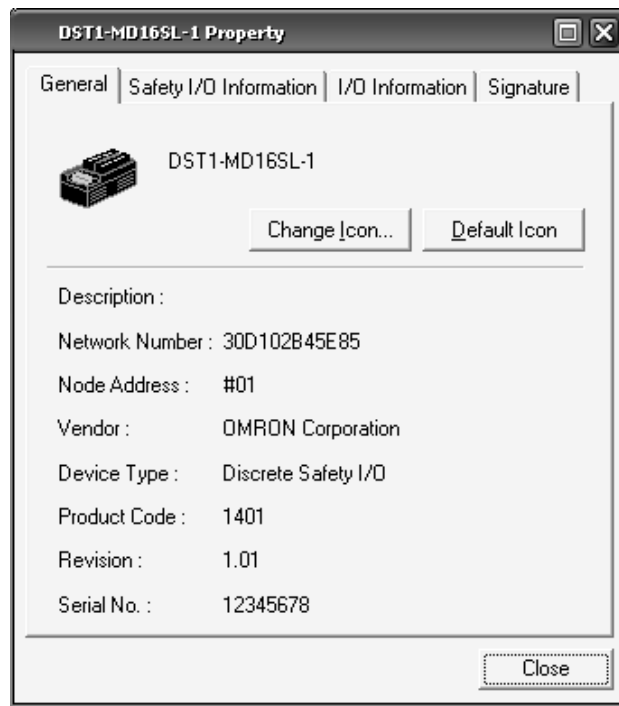 DST1-MD16SL-1 Property
General Safety I/O Information I/O Information Signature
DST1-MD16SL-1
Change Icon... Default Icon
Description :
Network Number : 30D102B45E85
Node Address : #01
Vendor : OMRON Corporation
Device Type : Discrete Safety I/O
Product Code : 1401
Revision : 1.01
Serial No. : 12345678
Close